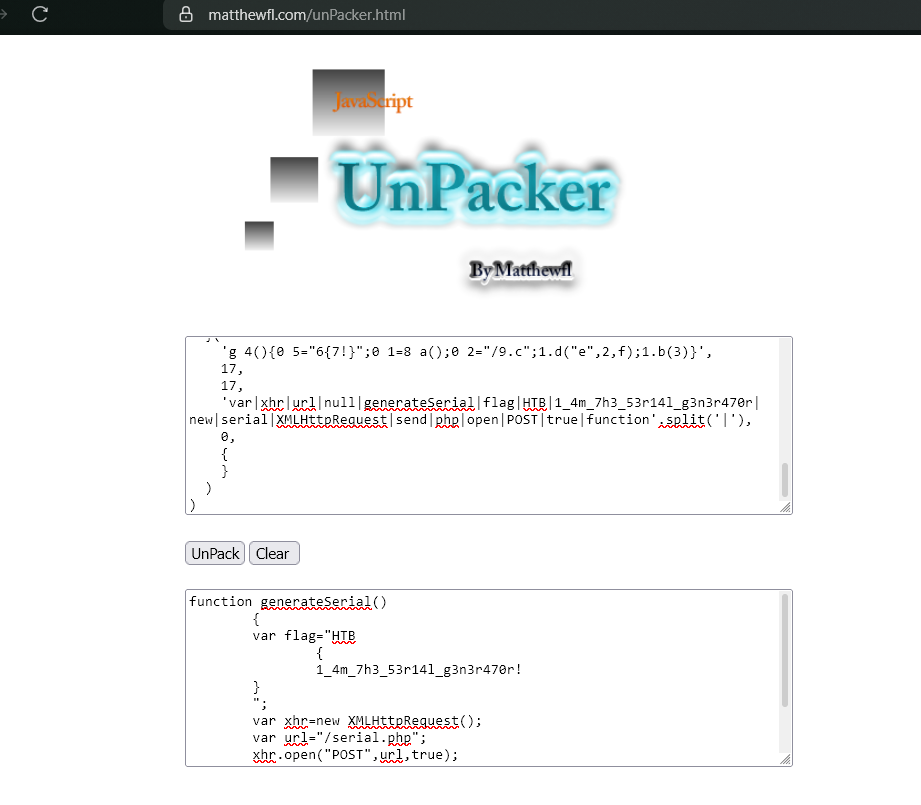 matthewfl.com/unPacker.html
JavaScript
UnPacker
By Matthewfl
'g 4(){0 5="6{7!}";0 1=8 a();0 2="/9.c";1.d("e",2,f);1.b(3)}',
17,
17,
'var|xhr|url|null|generateSerial|flag|HTB|1_4m_7h3_53r14l_g3n3r470r|
new|serial|XMLHttpRequest|send|php|open|POST|true|function'.split('|'),
0,
{
}
)
)
UnPack Clear
function generateSerial()
{
var flag="HTB
{
1_4m_7h3_53r14l_g3n3r470r!
}
";
var xhr=new XMLHttpRequest();
var url="/serial.php";
xhr.open("POST",url,true);